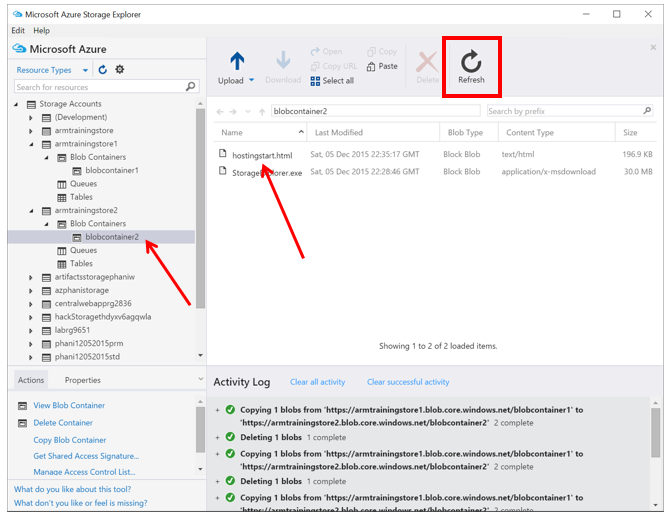 Microsoft Azure Storage Explorer
Edit Help
Microsoft Azure
Resource Types
Search for resources
Storage Accounts
(Development)
armtrainingstore
armtrainingstore1
Blob Containers
blobcontainer1
Queues
Tables
armtrainingstore2
Blob Containers
blobcontainer2
Queues
Tables
artifactsstoragephaniw
azphanistorage
centralwebapprg2836
hackStoragethdyxv6agqwla
labrg9651
phani12052015prm
phani12052015std
Actions Properties
View Blob Container
Delete Container
Copy Blob Container
Get Shared Access Signature...
Manage Access Control List...
What do you like about this tool?
What don't you like or feel is missing?
Upload
Download
Open
Copy URL
Select all
Copy
Paste
Delete
Refresh
blobcontainer2
Search by prefix
Name Last Modified Blob Type Content Type Size
hostingstart.html Sat, 05 Dec 2015 22:35:17 GMT Block Blob text/html 196.9 KB
StorageExplorer.exe Sat, 05 Dec 2015 22:28:46 GMT Block Blob application/x-msdownload 30.0 MB
Showing 1 to 2 of 2 loaded items.
Activity Log Clear all activity Clear successful activity
Copying 1 blobs from 'https://armtrainingstore1.blob.core.windows.net/blobcontainer1' to
'https://armtrainingstore2.blob.core.windows.net/blobcontainer2' 2 complete
Deleting 1 blobs 1 complete
Copying 1 blobs from 'https://armtrainingstore1.blob.core.windows.net/blobcontainer1' to
'https://armtrainingstore2.blob.core.windows.net/blobcontainer2' 2 complete
Deleting 1 blobs 1 complete
Copying 1 blobs from 'https://armtrainingstore1.blob.core.windows.net/blobcontainer1' to
'https://armtrainingstore2.blob.core.windows.net/blobcontainer2' 2 complete